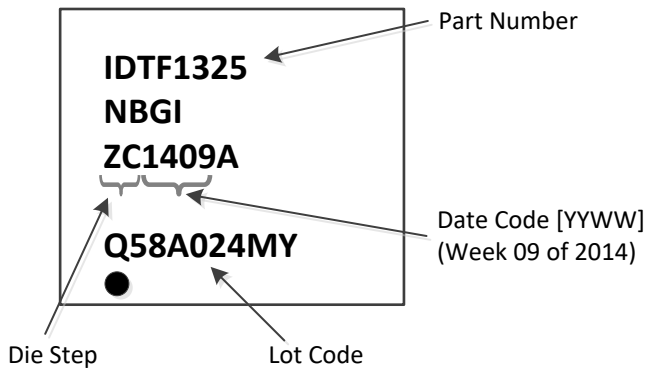 Part Number
IDTF1325
NBGI
ZC1409A
Date Code [YYWW]
(Week 09 of 2014)
Q58A024MY
Die Step
Lot Code